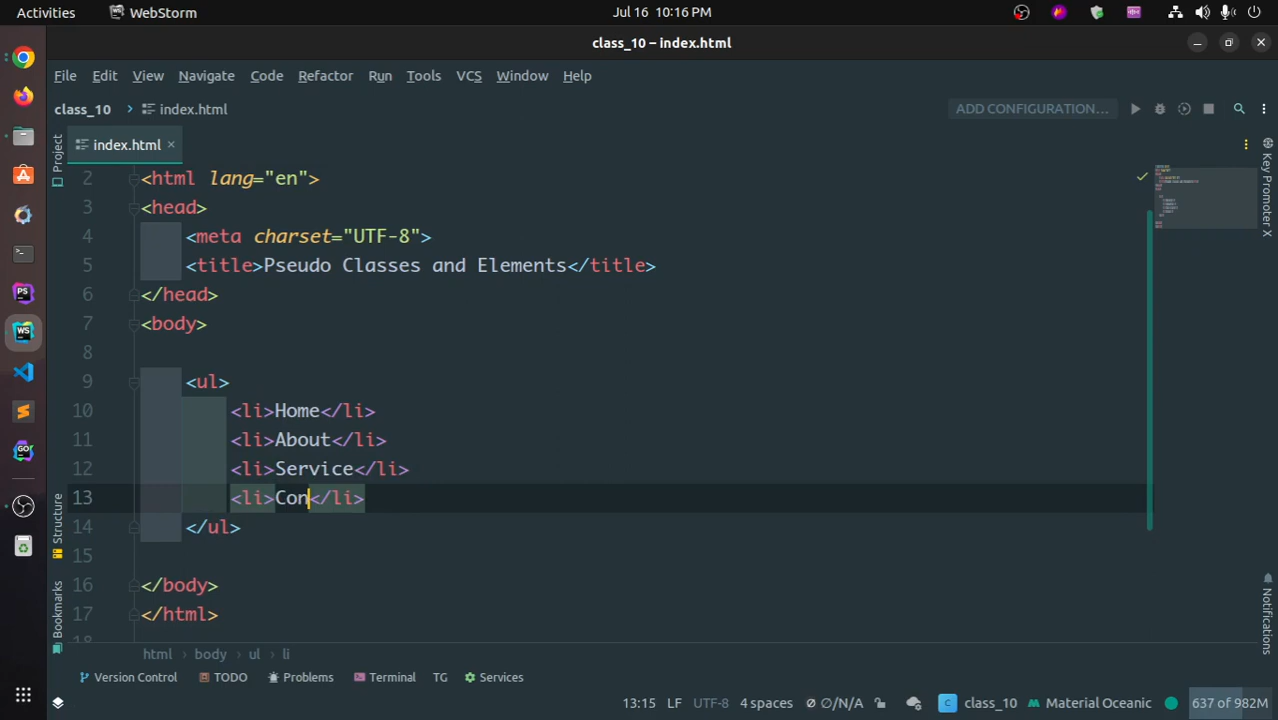 Activities WebStorm Jul 16 10:16 PM
class_10 – index.html
File Edit View Navigate Code Refactor Run Tools VCS Window Help
class_10 index.html ADD CONFIGURATION...
index.html
Project
Key Promoter X
2 <html lang="en">
3 <head>
4 <meta charset="UTF-8">
5 <title>Pseudo Classes and Elements</title>
6 </head>
7 <body>
8
9 <ul>
10 <li>Home</li>
11 <li>About</li>
12 <li>Service</li>
13 <li>Con</li>
14 </ul>
15
16 </body>
17 </html>
18
Structure
Bookmarks
Notifications
PS
WS
GO
html body ul li
Version Control TODO Problems Terminal TG Services
13:15 LF UTF-8 4 spaces ∅/N/A C class_10 Material Oceanic 637 of 982M